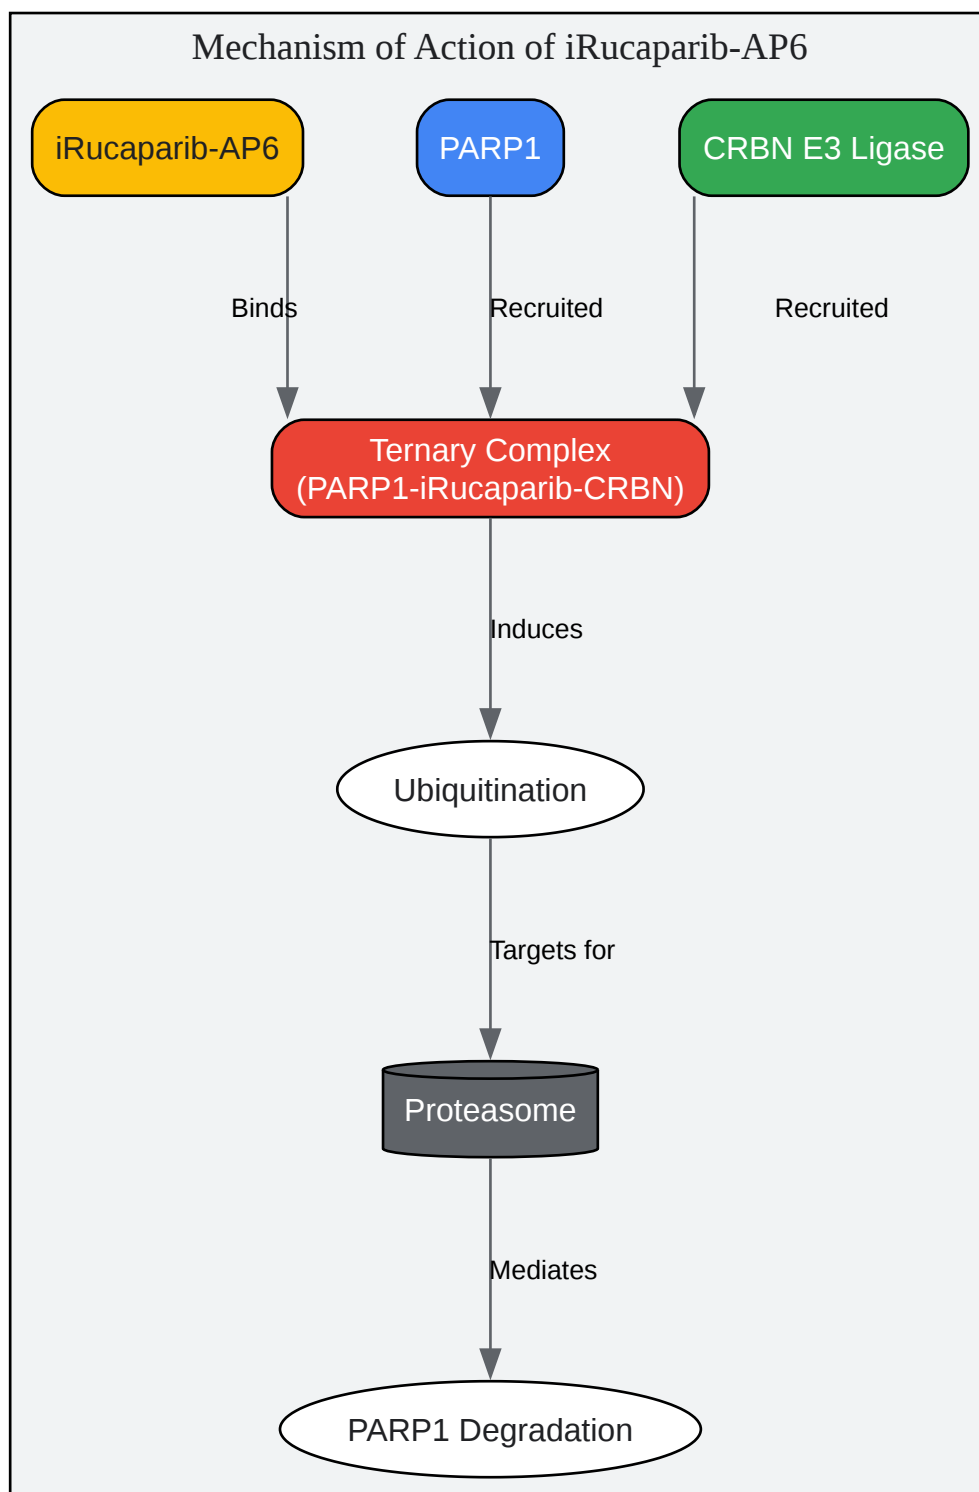 Mechanism of Action of iRucaparib-AP6
iRucaparib-AP6
PARP1
CRBN E3 Ligase
Binds
Recruited
Recruited
Ternary Complex
(PARP1-iRucaparib-CRBN)
Induces
Ubiquitination
Targets for
Proteasome
Mediates
PARP1 Degradation